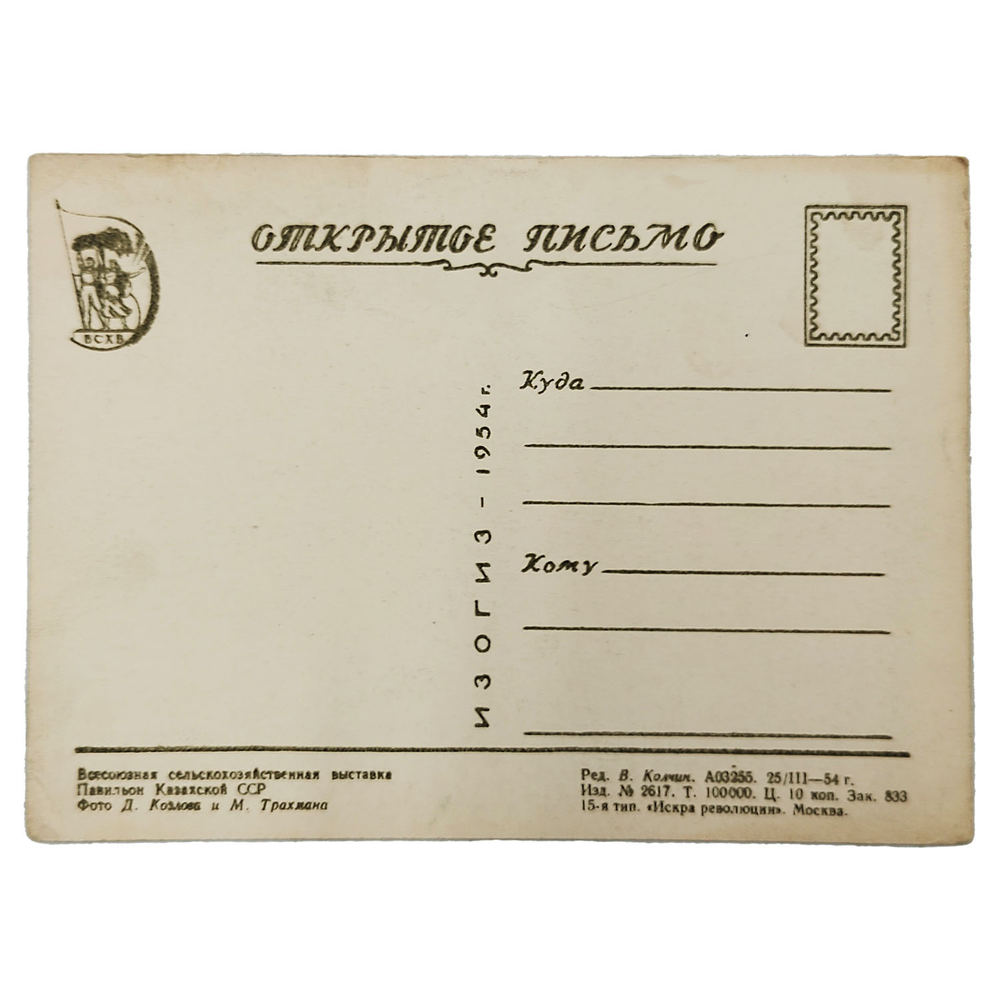 ОТКРЫТОЕ ПИСЬМО
ВСХВ
Куда
Кому
ИЗОГИЗ – 1954 г.
Всесоюзная сельскохозяйственная выставка
Павильон Казахской ССР
Фото Д. Козлова и М. Трахмана
Ред. В. Колчин. А03255. 25/III—54 г.
Изд. № 2617. Т. 100000. Ц. 10 коп. Зак. 833
15-я тип. «Искра революции». Москва.